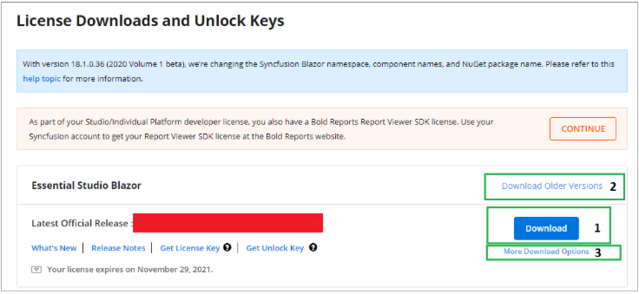 License Downloads and Unlock Keys
With version 18.1.0.36 (2020 Volume 1 beta), we're changing the Syncfusion Blazor namespace, component names, and NuGet package name. Please refer to this
help topic for more information.
As part of your Studio/Individual Platform developer license, you also have a Bold Reports Report Viewer SDK license. Use your
Syncfusion account to get your Report Viewer SDK license at the Bold Reports website.
CONTINUE
Essential Studio Blazor
Download Older Versions 2
Latest Official Release :
Download 1
What's New | Release Notes | Get License Key ? | Get Unlock Key ?
More Download Options 3
Your license expires on November 29, 2021.